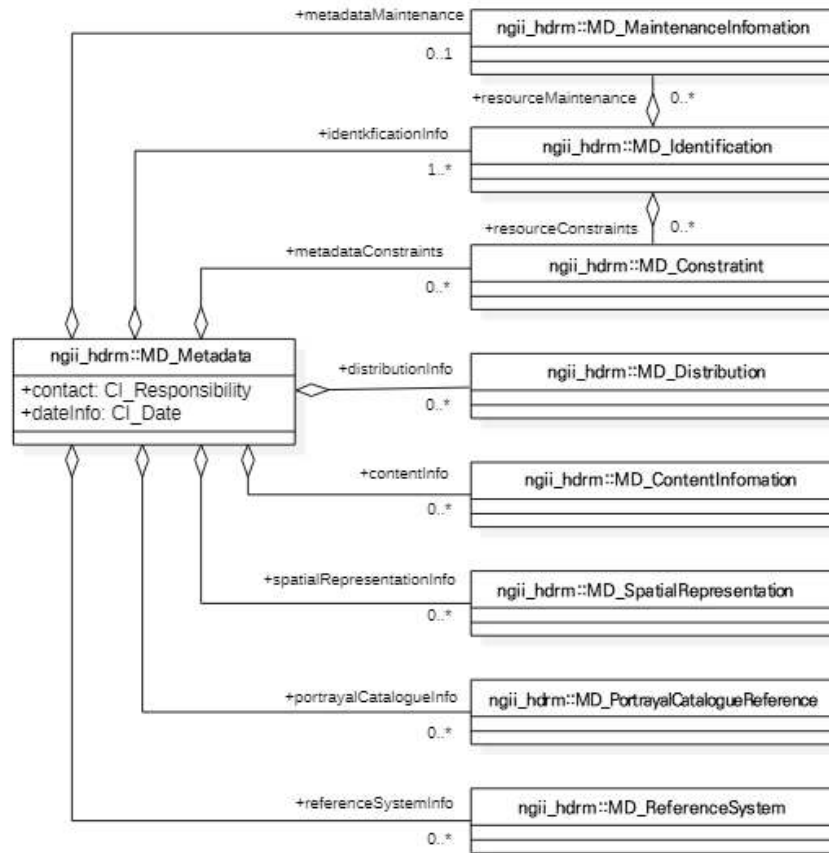 +metadataMaintenance
0..1
ngii_hdrm::MD_MaintenanceInfomation
+resourceMaintenance
0..*
+identkficationInfo
1..*
ngii_hdrm::MD_Identification
+resourceConstraints
0..*
+metadataConstraints
0..*
ngii_hdrm::MD_Constratint
ngii_hdrm::MD_Metadata
+contact: CI_Responsibility
+dateInfo: CI_Date
+distributionInfo
0..*
ngii_hdrm::MD_Distribution
+contentInfo
0..*
ngii_hdrm::MD_ContentInfomation
+spatialRepresentationInfo
0..*
ngii_hdrm::MD_SpatialRepresentation
+portrayalCatalogueInfo
0..*
ngii_hdrm::MD_PortrayalCatalogueReference
+referenceSystemInfo
0..*
ngii_hdrm::MD_ReferenceSystem